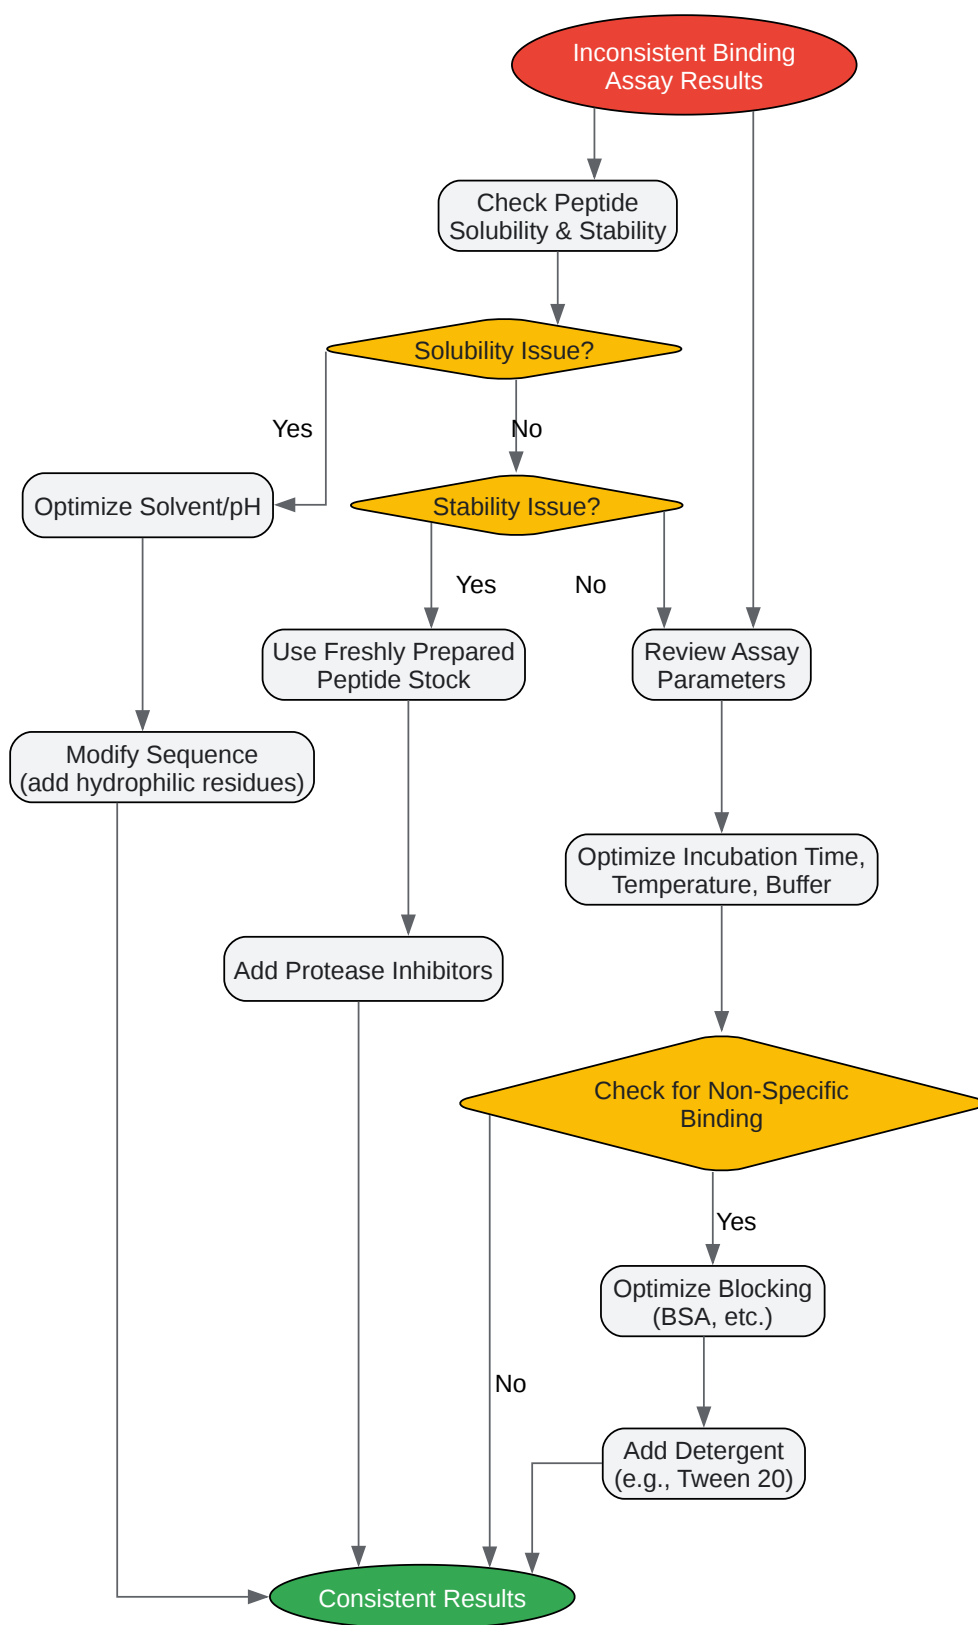 Inconsistent Binding
Assay Results
Check Peptide
Solubility & Stability
Solubility Issue?
Yes
No
Optimize Solvent/pH
Stability Issue?
Yes
No
Use Freshly Prepared
Peptide Stock
Review Assay
Parameters
Modify Sequence
(add hydrophilic residues)
Optimize Incubation Time,
Temperature, Buffer
Add Protease Inhibitors
Check for Non-Specific
Binding
Yes
Optimize Blocking
(BSA, etc.)
No
Add Detergent
(e.g., Tween 20)
Consistent Results